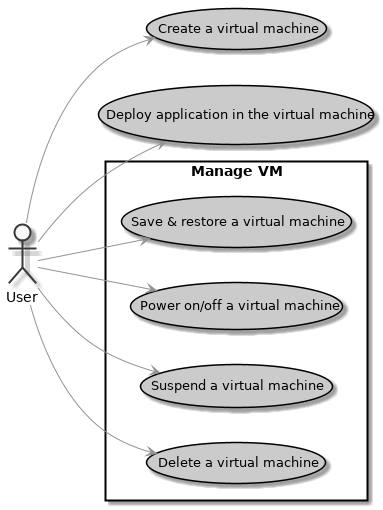 Create a virtual machine
Deploy application in the virtual machine
Manage VM
Save & restore a virtual machine
Power on/off a virtual machine
Suspend a virtual machine
Delete a virtual machine
User